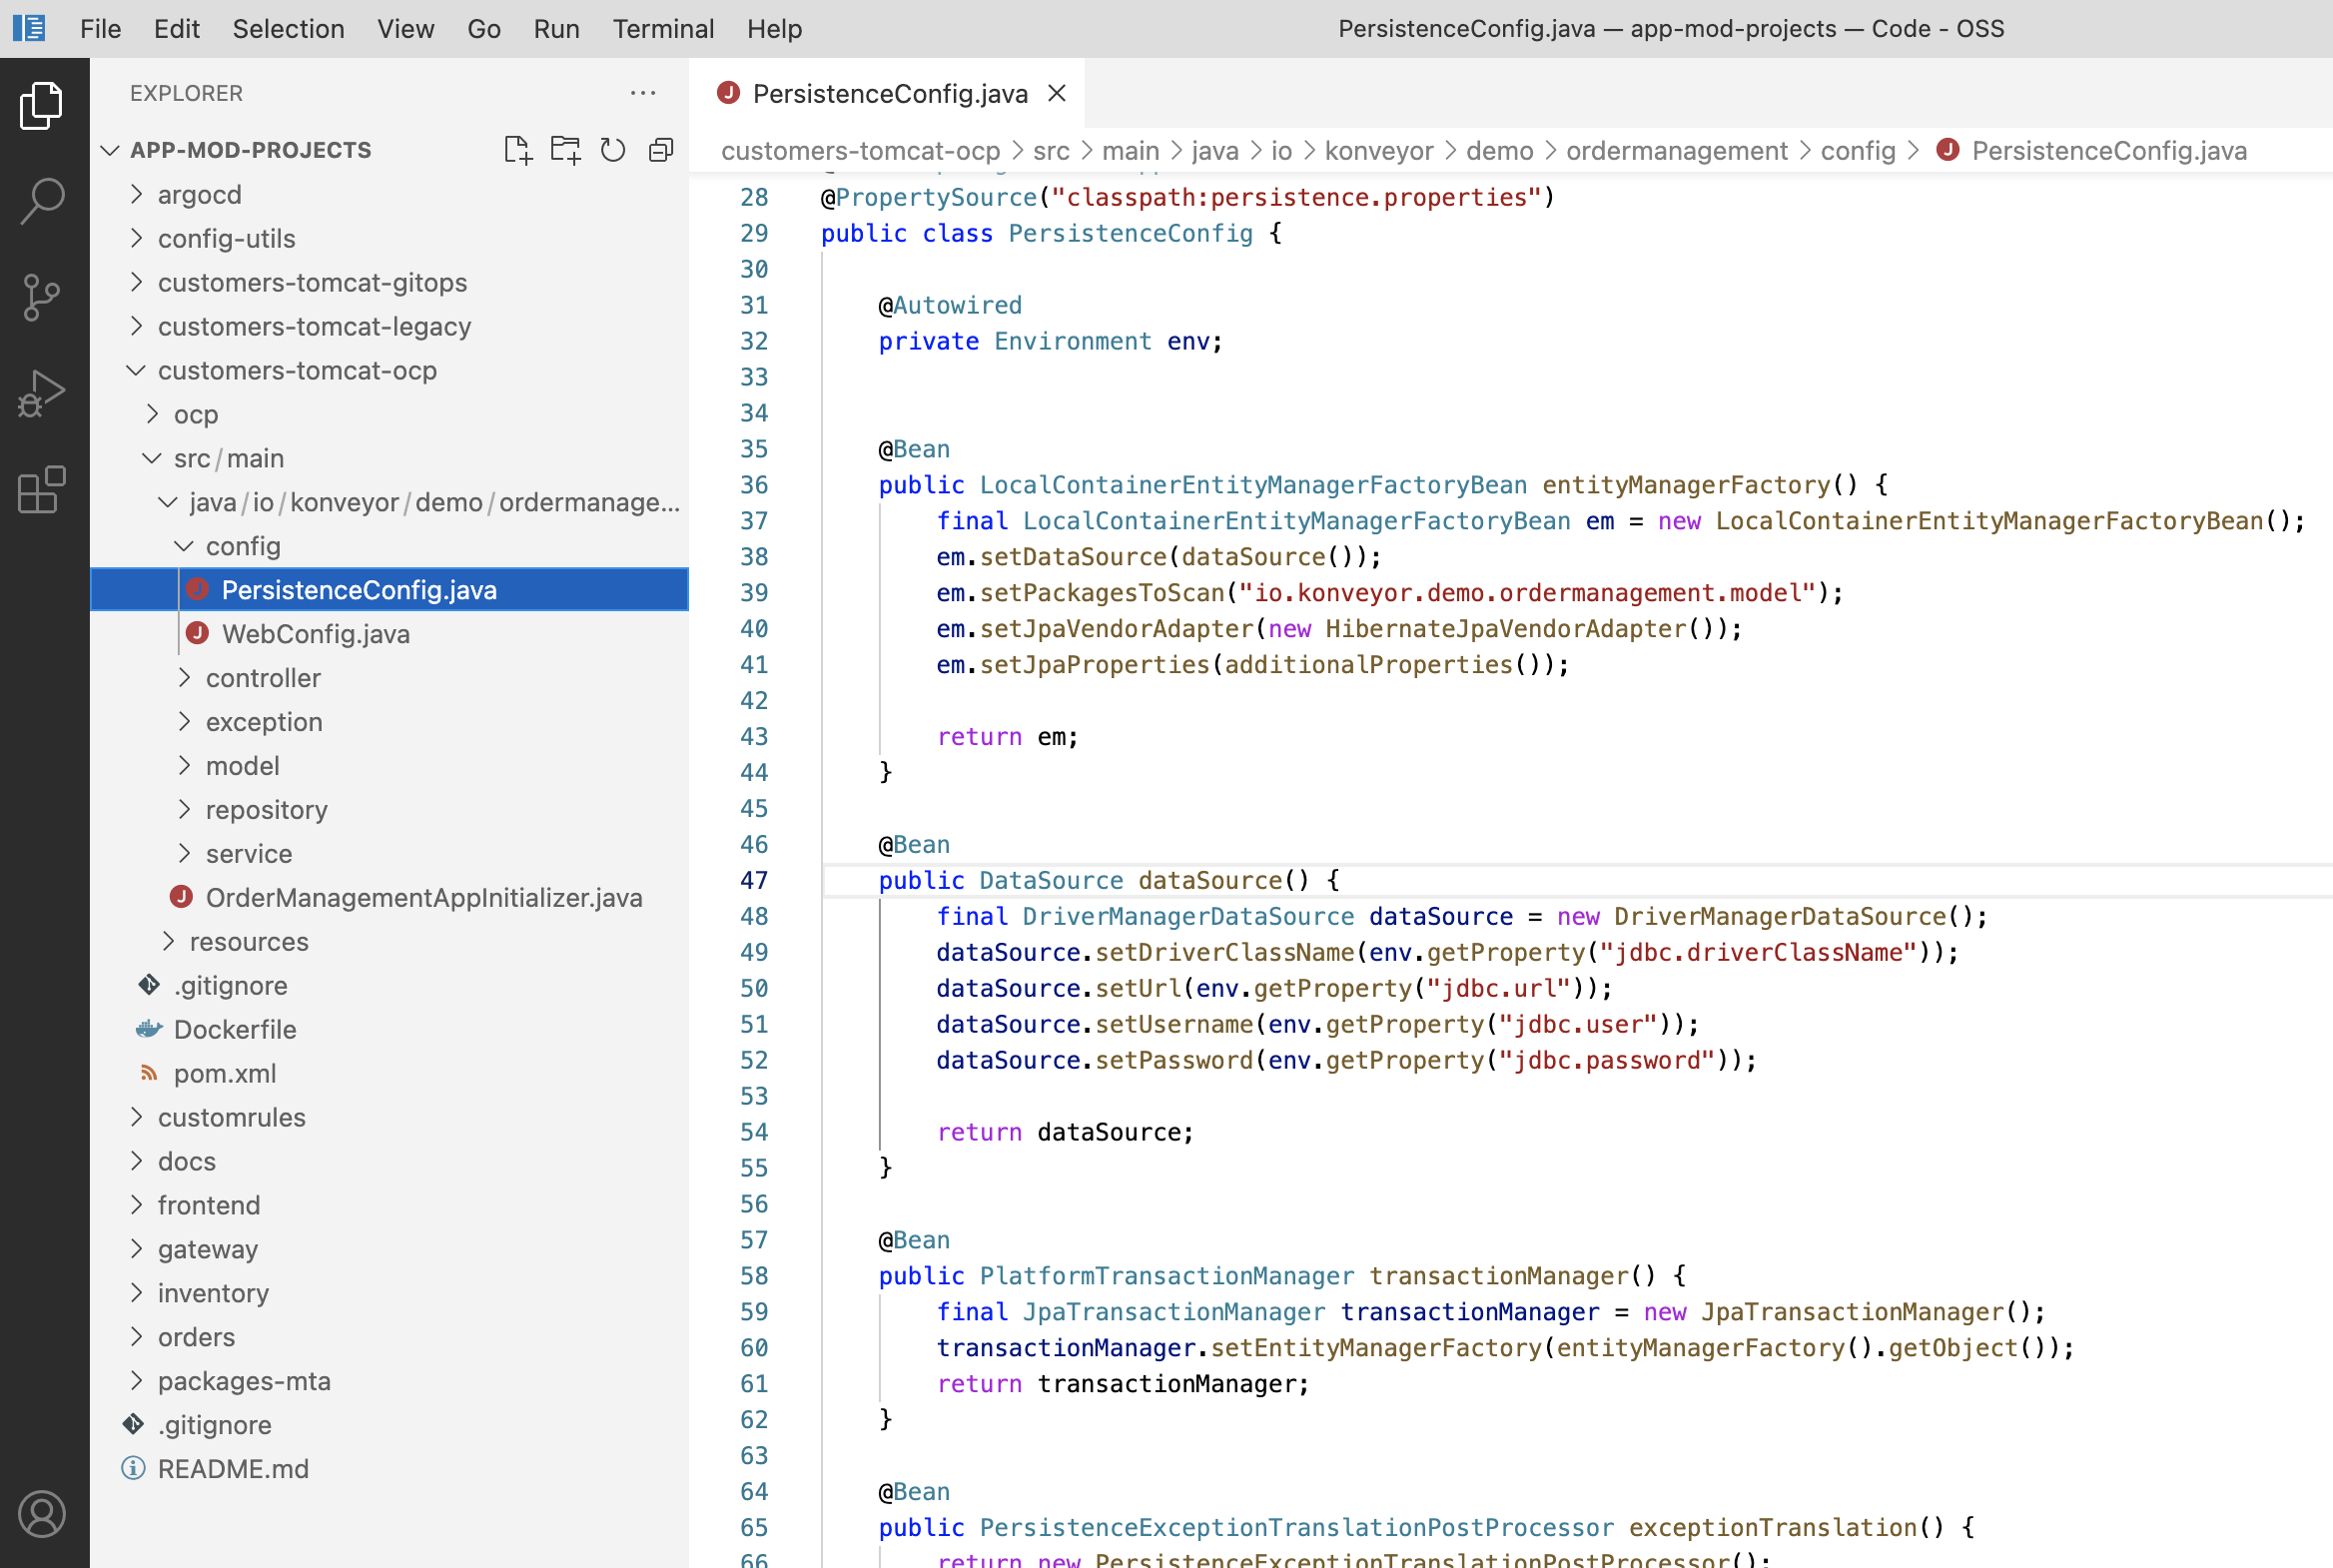 File Edit Selection View Go Run Terminal Help PersistenceConfig.java — app-mod-projects — Code - OSS
EXPLORER
APP-MOD-PROJECTS
argocd
config-utils
customers-tomcat-gitops
customers-tomcat-legacy
customers-tomcat-ocp
ocp
src/main
java/io/konveyor/demo/ordermanage...
config
PersistenceConfig.java
WebConfig.java
controller
exception
model
repository
service
OrderManagementAppInitializer.java
resources
.gitignore
Dockerfile
pom.xml
customrules
docs
frontend
gateway
inventory
orders
packages-mta
.gitignore
README.md
PersistenceConfig.java
customers-tomcat-ocp > src > main > java > io > konveyor > demo > ordermanagement > config > PersistenceConfig.java
28 @PropertySource("classpath:persistence.properties")
29 public class PersistenceConfig {
30
31     @Autowired
32     private Environment env;
33
34
35     @Bean
36     public LocalContainerEntityManagerFactoryBean entityManagerFactory() {
37         final LocalContainerEntityManagerFactoryBean em = new LocalContainerEntityManagerFactoryBean();
38         em.setDataSource(dataSource());
39         em.setPackagesToScan("io.konveyor.demo.ordermanagement.model");
40         em.setJpaVendorAdapter(new HibernateJpaVendorAdapter());
41         em.setJpaProperties(additionalProperties());
42
43         return em;
44     }
45
46     @Bean
47     public DataSource dataSource() {
48         final DriverManagerDataSource dataSource = new DriverManagerDataSource();
49         dataSource.setDriverClassName(env.getProperty("jdbc.driverClassName"));
50         dataSource.setUrl(env.getProperty("jdbc.url"));
51         dataSource.setUsername(env.getProperty("jdbc.user"));
52         dataSource.setPassword(env.getProperty("jdbc.password"));
53
54         return dataSource;
55     }
56
57     @Bean
58     public PlatformTransactionManager transactionManager() {
59         final JpaTransactionManager transactionManager = new JpaTransactionManager();
60         transactionManager.setEntityManagerFactory(entityManagerFactory().getObject());
61         return transactionManager;
62     }
63
64     @Bean
65     public PersistenceExceptionTranslationPostProcessor exceptionTranslation() {
66         return new PersistenceExceptionTranslationPostProcessor();